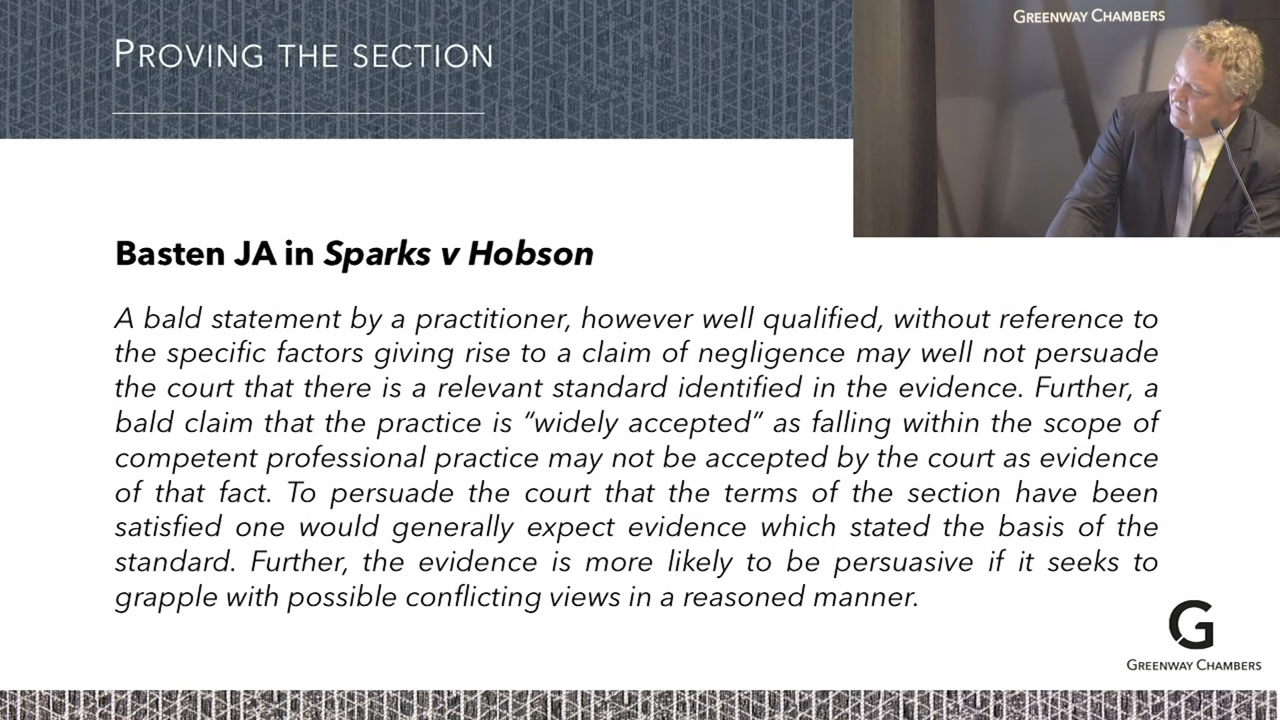 PROVING THE SECTION
GREENWAY CHAMBERS
Basten JA in Sparks v Hobson
A bald statement by a practitioner, however well qualified, without reference to
the specific factors giving rise to a claim of negligence may well not persuade
the court that there is a relevant standard identified in the evidence. Further, a
bald claim that the practice is “widely accepted” as falling within the scope of
competent professional practice may not be accepted by the court as evidence
of that fact. To persuade the court that the terms of the section have been
satisfied one would generally expect evidence which stated the basis of the
standard. Further, the evidence is more likely to be persuasive if it seeks to
grapple with possible conflicting views in a reasoned manner.
G
GREENWAY CHAMBERS